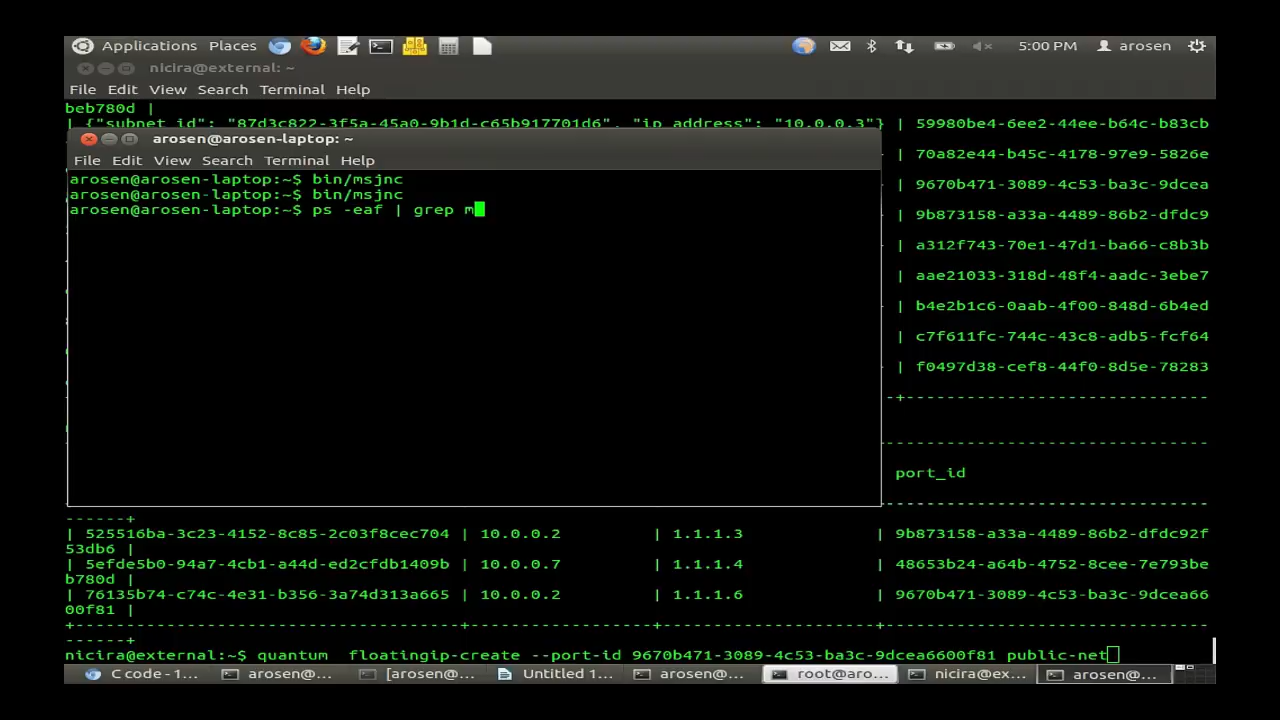 Applications Places 5:00 PM arosen
nicira@external: ~
File Edit View Search Terminal Help
beb780d |
| {"subnet_id": "87d3c822-3f5a-45a0-9b1d-c65b917701d6", "ip_address": "10.0.0.3"} | 59980be4-6ee2-44ee-b64c-b83cb
arosen@arosen-laptop: ~
| 70a82e44-b45c-4178-97e9-5826e
File Edit View Search Terminal Help
arosen@arosen-laptop:~$ bin/msjnc
| 9670b471-3089-4c53-ba3c-9dcea
arosen@arosen-laptop:~$ bin/msjnc
arosen@arosen-laptop:~$ ps -eaf | grep m
| 9b873158-a33a-4489-86b2-dfdc9
| a312f743-70e1-47d1-ba66-c8b3b
| aae21033-318d-48f4-aadc-3ebe7
| b4e2b1c6-0aab-4f00-848d-6b4ed
| c7f611fc-744c-43c8-adb5-fcf64
| f0497d38-cef8-44f0-8d5e-78283
-+-------------------------------
port_id
------+
| 525516ba-3c23-4152-8c85-2c03f8cec704 | 10.0.0.2 | 1.1.1.3 | 9b873158-a33a-4489-86b2-dfdc92f
53db6 |
| 5efde5b0-94a7-4cb1-a44d-ed2cfdb1409b | 10.0.0.7 | 1.1.1.4 | 48653b24-a64b-4752-8cee-7e793be
b780d |
| 76135b74-c74c-4e31-b356-3a74d313a665 | 10.0.0.2 | 1.1.1.6 | 9670b471-3089-4c53-ba3c-9dcea66
00f81 |
+--------------------------------------+------------------+---------------------+--------------------------------
------+
nicira@external:~$ quantum  floatingip-create --port-id 9670b471-3089-4c53-ba3c-9dcea6600f81 public-net
C code - 1... arosen@... [arosen@... Untitled 1... arosen@... root@aro... nicira@ex... arosen@...